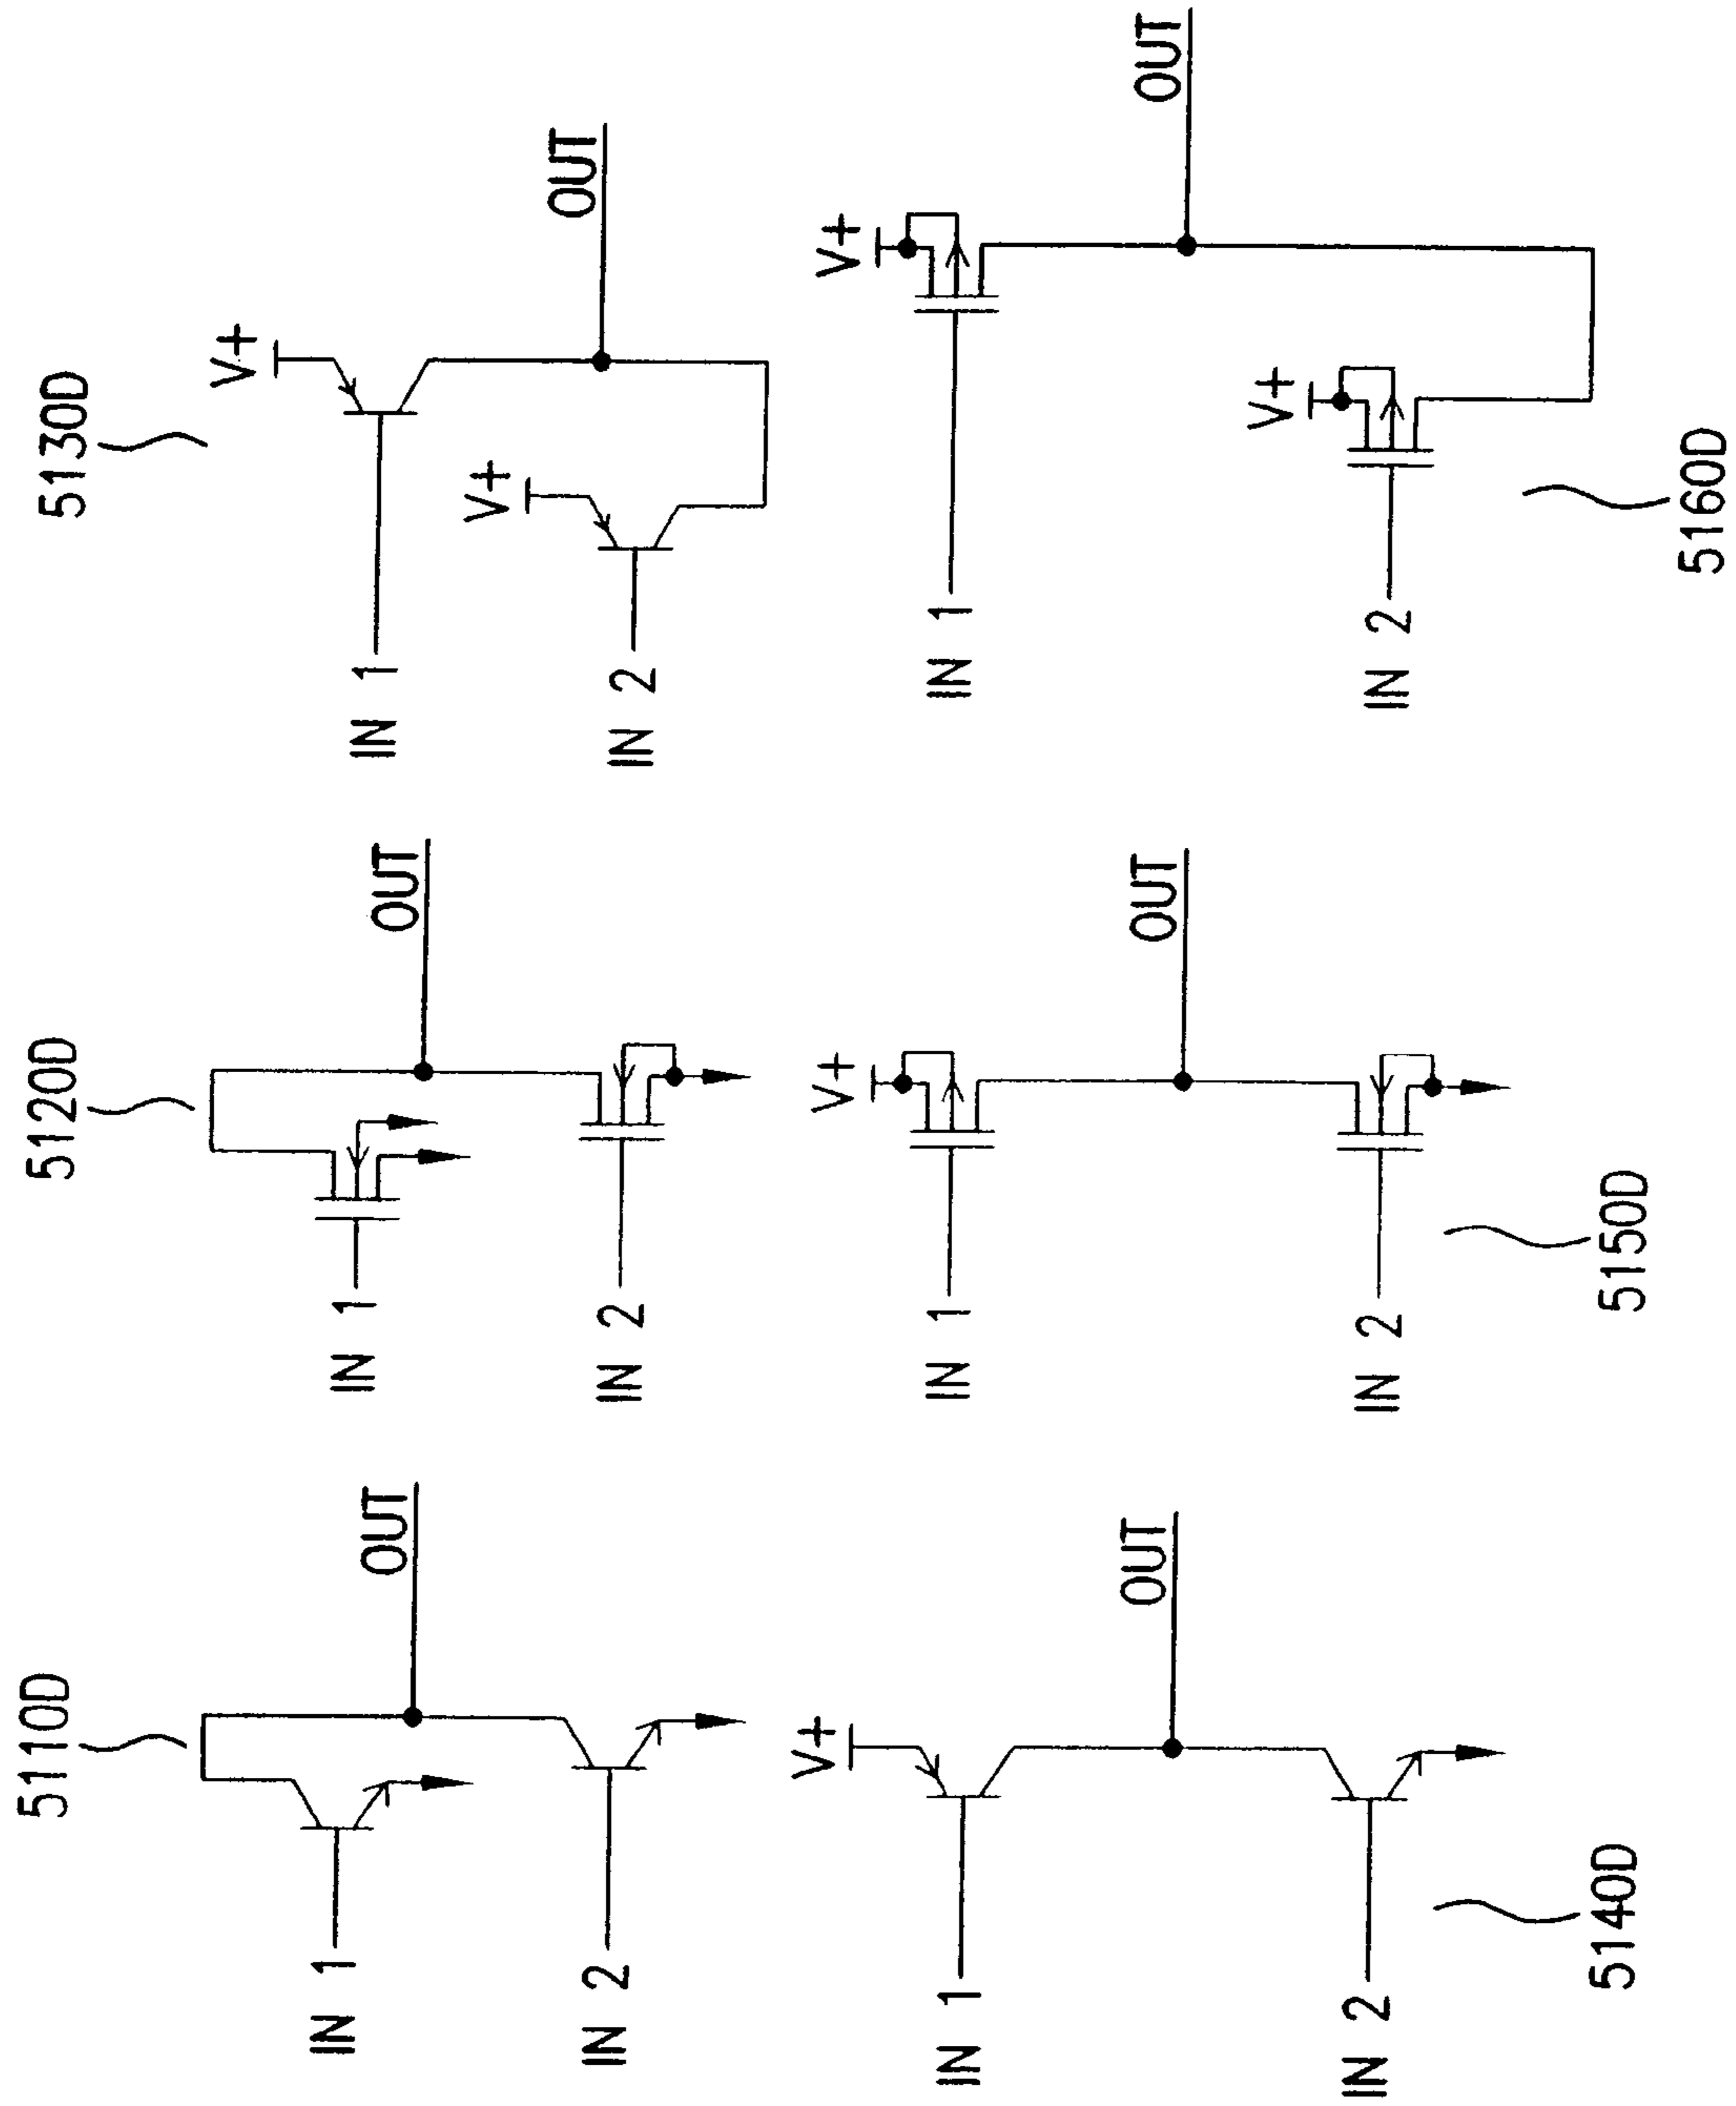 5110D
OUT
IN 1
IN 2
5120D
OUT
IN 1
IN 2
5130D
V+
OUT
V+
IN 1
IN 2
V+
OUT
IN 1
IN 2
5140D
V+
OUT
IN 1
IN 2
5150D
V+
OUT
V+
IN 1
IN 2
5160D